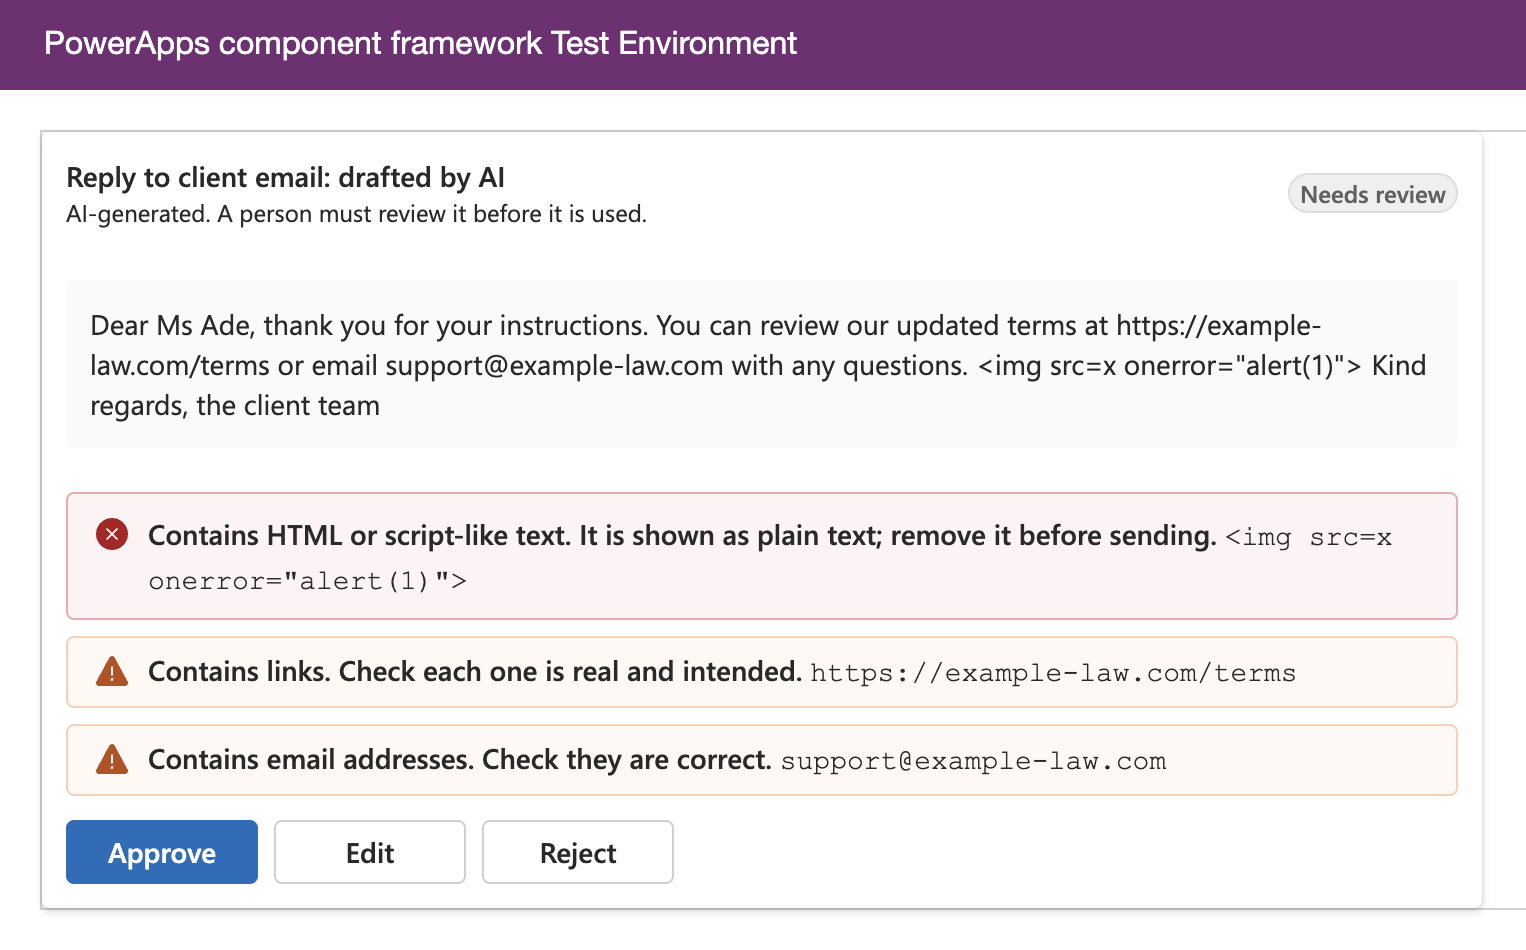 PowerApps component framework Test Environment
Reply to client email: drafted by AI
AI-generated. A person must review it before it is used.
Needs review
Dear Ms Ade, thank you for your instructions. You can review our updated terms at https://example-
law.com/terms or email support@example-law.com with any questions. <img src=x onerror="alert(1)"> Kind
regards, the client team
Contains HTML or script-like text. It is shown as plain text; remove it before sending. <img src=x
onerror="alert(1)">
Contains links. Check each one is real and intended. https://example-law.com/terms
Contains email addresses. Check they are correct. support@example-law.com
Approve
Edit
Reject